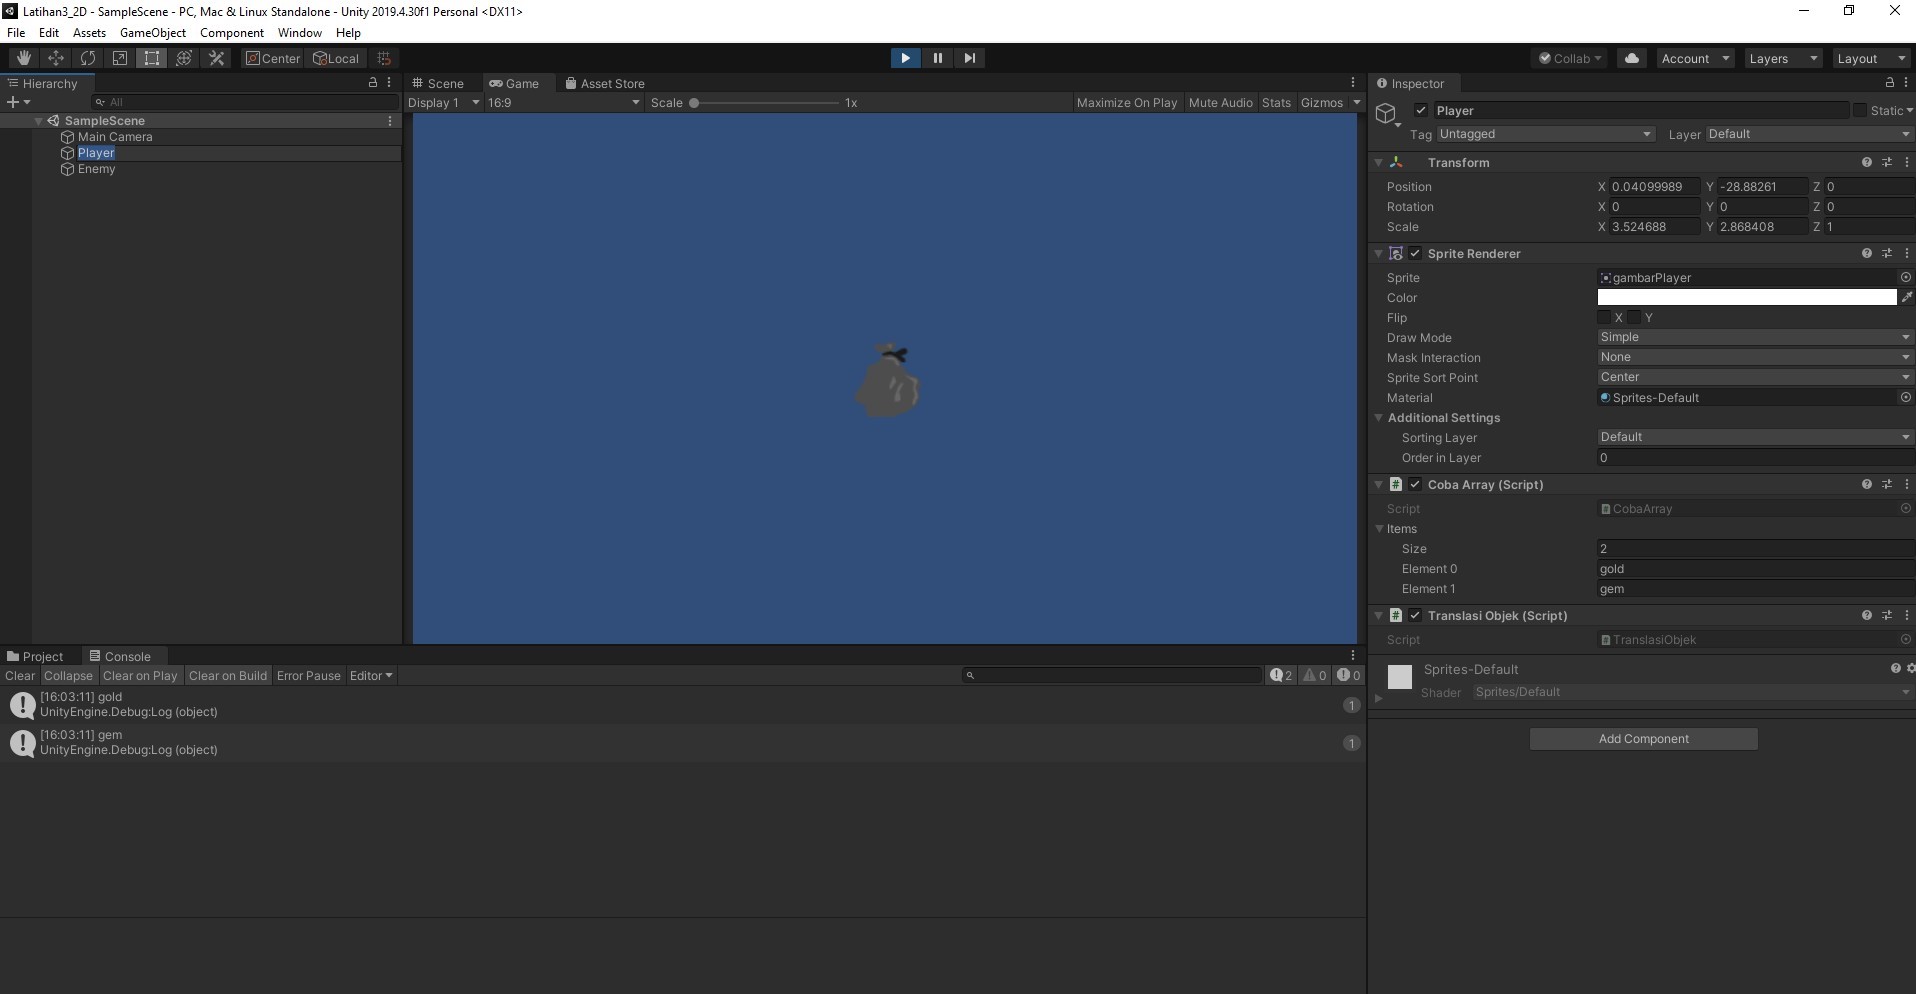 Latihan3_2D - SampleScene - PC, Mac & Linux Standalone - Unity 2019.4.30f1 Personal <DX11>
File Edit Assets GameObject Component Window Help
Center Local Collab Account Layers Layout
Hierarchy
All
SampleScene
Main Camera
Player
Enemy
Scene Game Asset Store
Display 1 16:9 Scale 1x Maximize On Play Mute Audio Stats Gizmos
Inspector
Player Static
Tag Untagged Layer Default
Transform
Position X 0.04099989 Y -28.88261 Z 0
Rotation X 0 Y 0 Z 0
Scale X 3.524688 Y 2.868408 Z 1
Sprite Renderer
Sprite gambarPlayer
Color
Flip X Y
Draw Mode Simple
Mask Interaction None
Sprite Sort Point Center
Material Sprites-Default
Additional Settings
Sorting Layer Default
Order in Layer 0
Coba Array (Script)
Script CobaArray
Items
Size 2
Element 0 gold
Element 1 gem
Translasi Objek (Script)
Script TranslasiObjek
Sprites-Default
Shader Sprites/Default
Add Component
Project Console
Clear Collapse Clear on Play Clear on Build Error Pause Editor 2 0 0
[16:03:11] gold
UnityEngine.Debug:Log (object) 1
[16:03:11] gem
UnityEngine.Debug:Log (object) 1